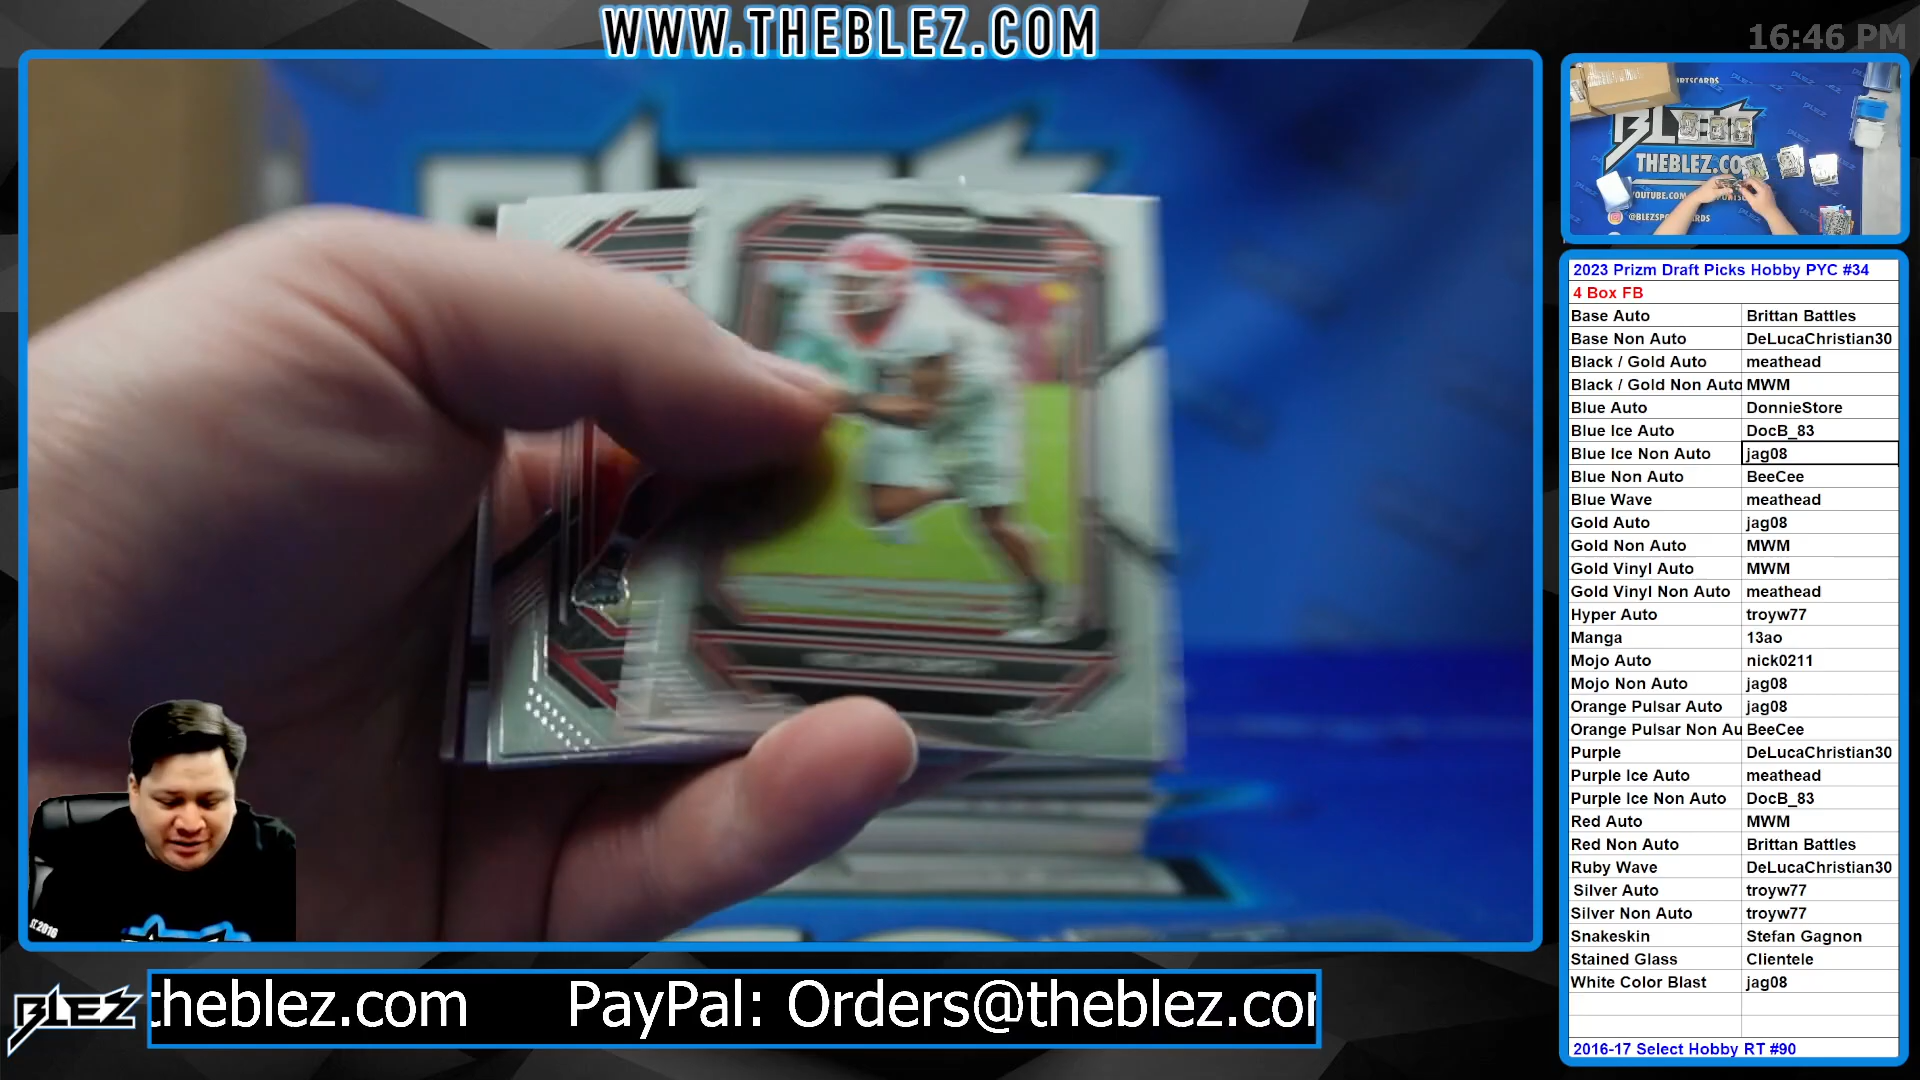 WWW.THEBLEZ.COM
16:46 PM
BLEZ
THEBLEZ.CO
YOUTUBE.COM
@BLEZSPORTSCARDS
2023 Prizm Draft Picks Hobby PYC #34
4 Box FB
Base Auto Brittan Battles
Base Non Auto DeLucaChristian30
Black / Gold Auto meathead
Black / Gold Non Auto MWM
Blue Auto DonnieStore
Blue Ice Auto DocB_83
Blue Ice Non Auto jag08
Blue Non Auto BeeCee
Blue Wave meathead
Gold Auto jag08
Gold Non Auto MWM
Gold Vinyl Auto MWM
Gold Vinyl Non Auto meathead
Hyper Auto troyw77
Manga 13ao
Mojo Auto nick0211
Mojo Non Auto jag08
Orange Pulsar Auto jag08
Orange Pulsar Non Au BeeCee
Purple DeLucaChristian30
Purple Ice Auto meathead
Purple Ice Non Auto DocB_83
Red Auto MWM
Red Non Auto Brittan Battles
Ruby Wave DeLucaChristian30
Silver Auto troyw77
Silver Non Auto troyw77
Snakeskin Stefan Gagnon
Stained Glass Clientele
White Color Blast jag08
2016-17 Select Hobby RT #90
ST.2016
BLEZ
theblez.com PayPal: Orders@theblez.com